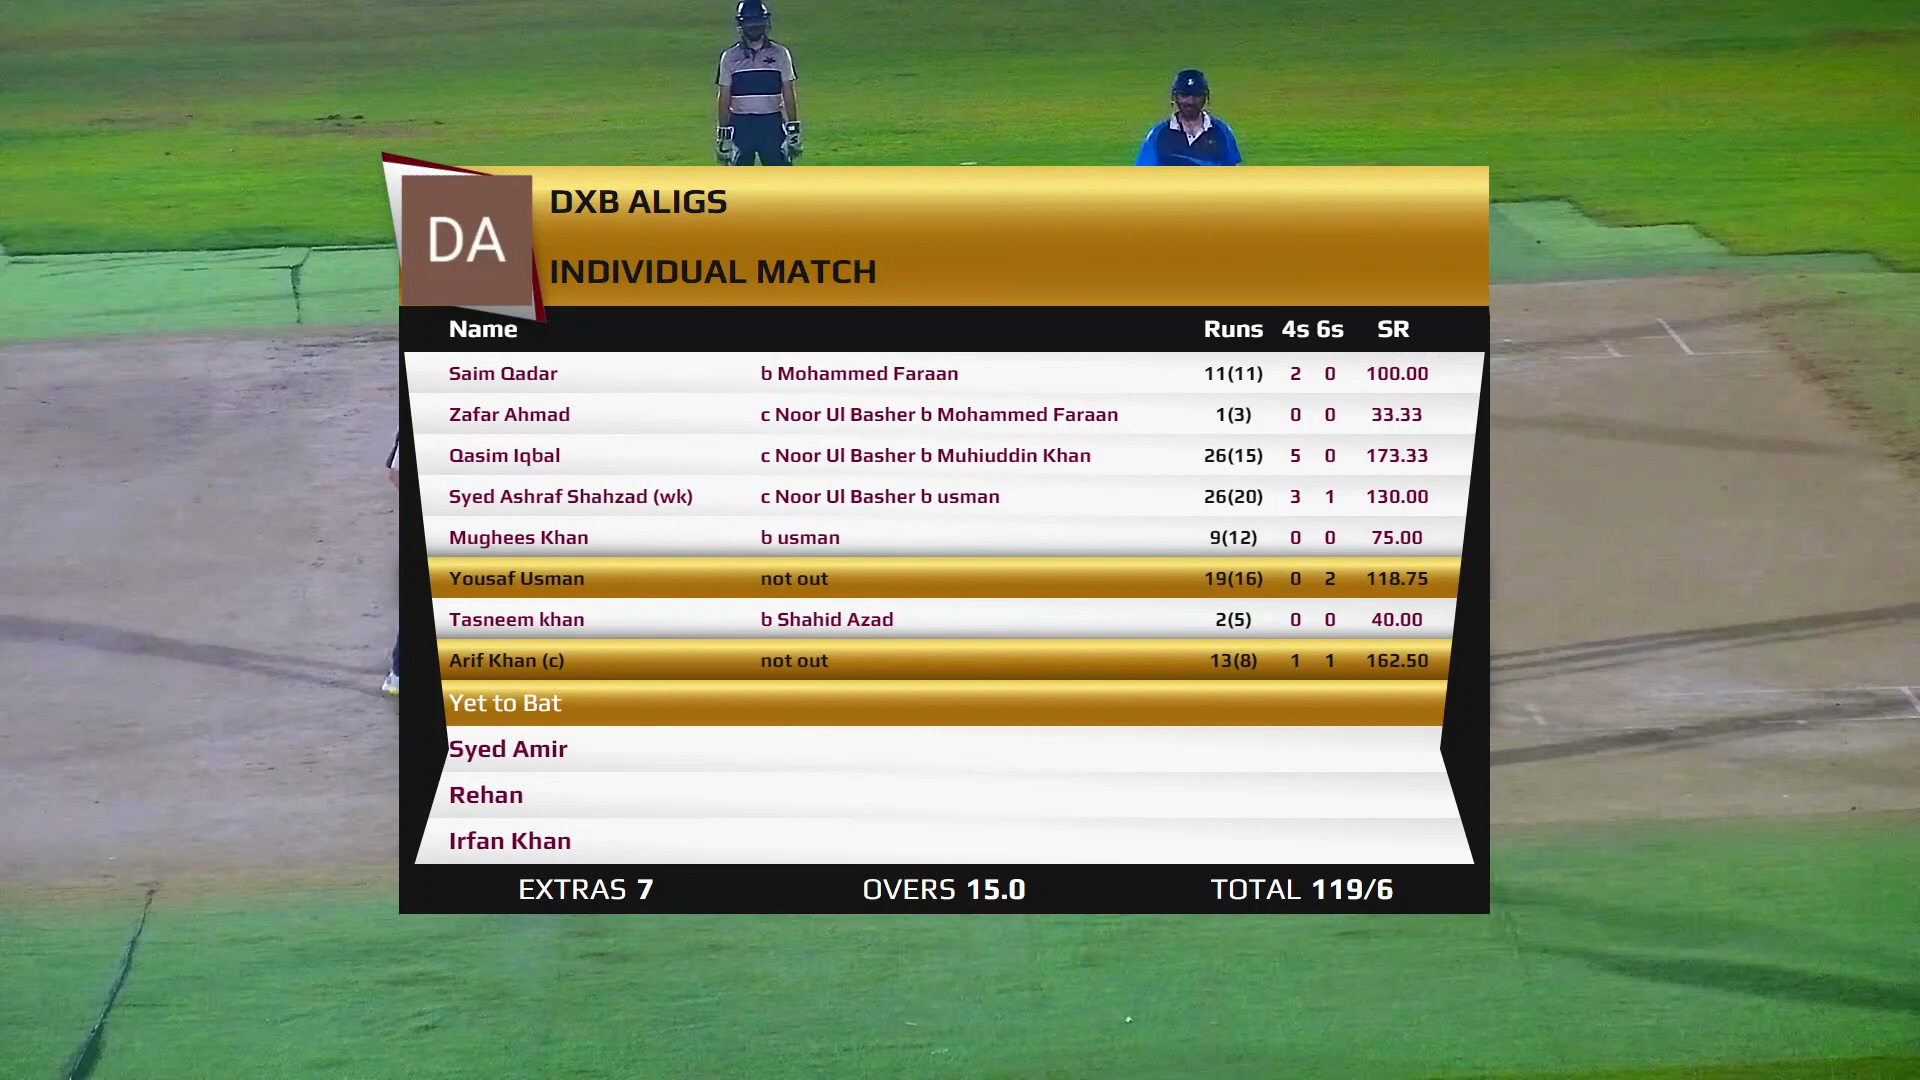 DA
DXB ALIGS
INDIVIDUAL MATCH
Name Runs 4s 6s SR
Saim Qadar b Mohammed Faraan 11(11) 2 0 100.00
Zafar Ahmad c Noor Ul Basher b Mohammed Faraan 1(3) 0 0 33.33
Qasim Iqbal c Noor Ul Basher b Muhiuddin Khan 26(15) 5 0 173.33
Syed Ashraf Shahzad (wk) c Noor Ul Basher b usman 26(20) 3 1 130.00
Mughees Khan b usman 9(12) 0 0 75.00
Yousaf Usman not out 19(16) 0 2 118.75
Tasneem khan b Shahid Azad 2(5) 0 0 40.00
Arif Khan (c) not out 13(8) 1 1 162.50
Yet to Bat
Syed Amir
Rehan
Irfan Khan
EXTRAS 7 OVERS 15.0 TOTAL 119/6